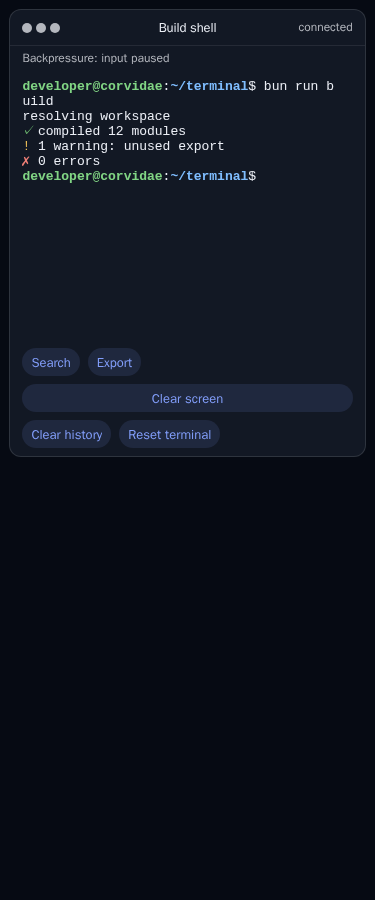 Build shell
connected
Backpressure: input paused
developer@corvidae:~/terminal$ bun run b
uild
resolving workspace
✓ compiled 12 modules
! 1 warning: unused export
✗ 0 errors
developer@corvidae:~/terminal$
Search
Export
Clear screen
Clear history
Reset terminal